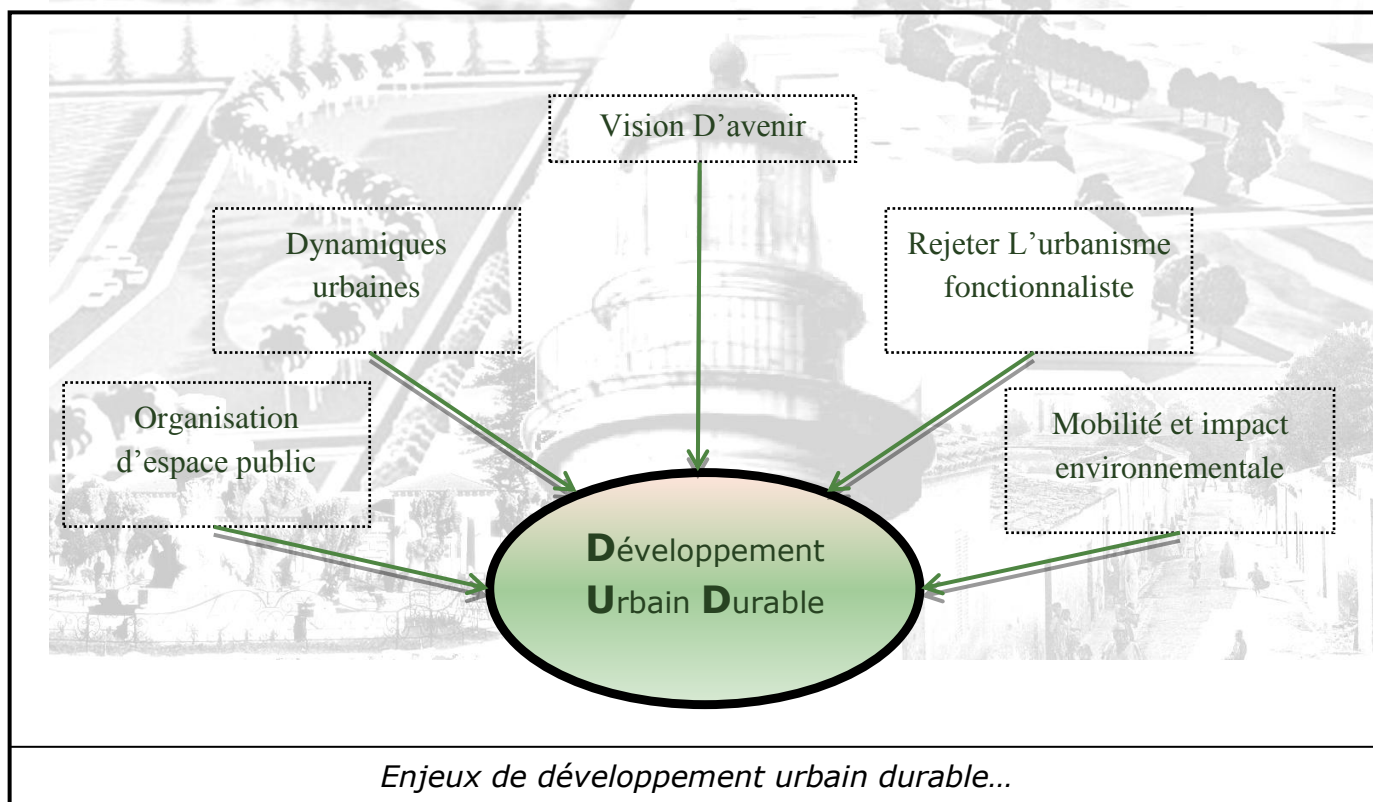 Vision D’avenir
Dynamiques
urbaines
Rejeter L’urbanisme
fonctionnaliste
Organisation
d’espace public
Mobilité et impact
environnementale
Développement
Urbain Durable
Enjeux de développement urbain durable…